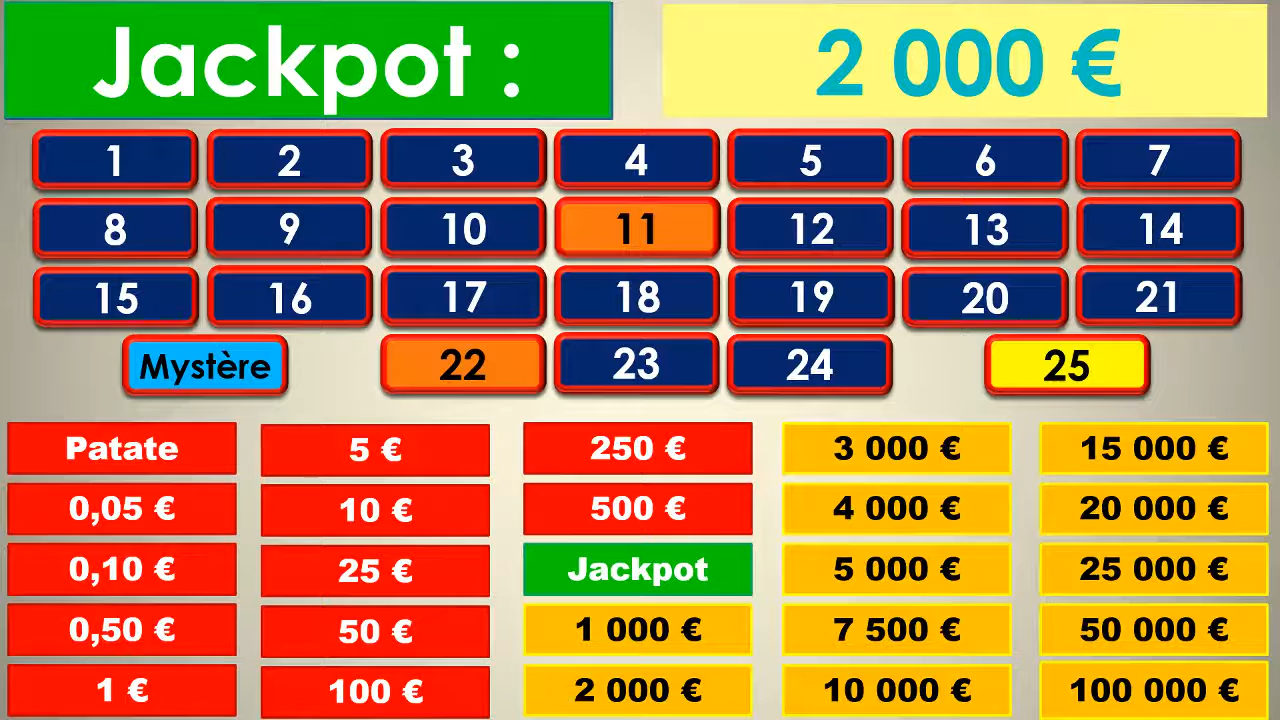 Jackpot : 2 000 €
1 2 3 4 5 6 7
8 9 10 11 12 13 14
15 16 17 18 19 20 21
Mystère 22 23 24 25
Patate 5 € 250 € 3 000 € 15 000 €
0,05 € 10 € 500 € 4 000 € 20 000 €
0,10 € 25 € Jackpot 5 000 € 25 000 €
0,50 € 50 € 1 000 € 7 500 € 50 000 €
1 € 100 € 2 000 € 10 000 € 100 000 €